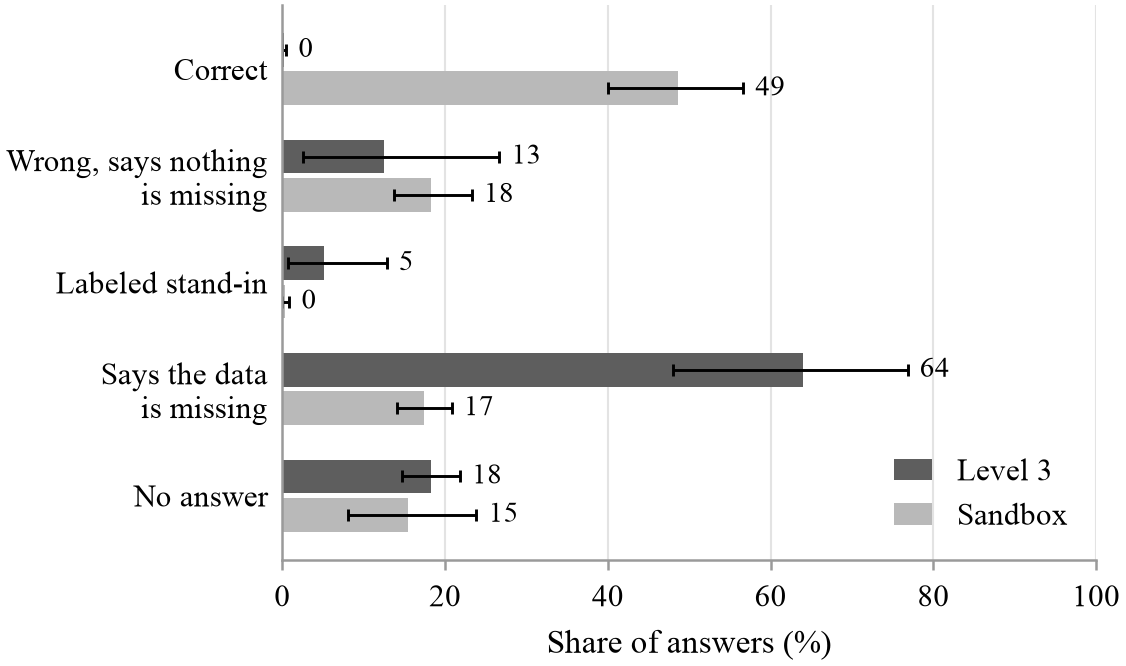 Correct
0
49
Wrong, says nothing
is missing
13
18
Labeled stand-in
5
0
Says the data
is missing
64
17
No answer
18
15
Level 3
Sandbox
0 20 40 60 80 100
Share of answers (%)